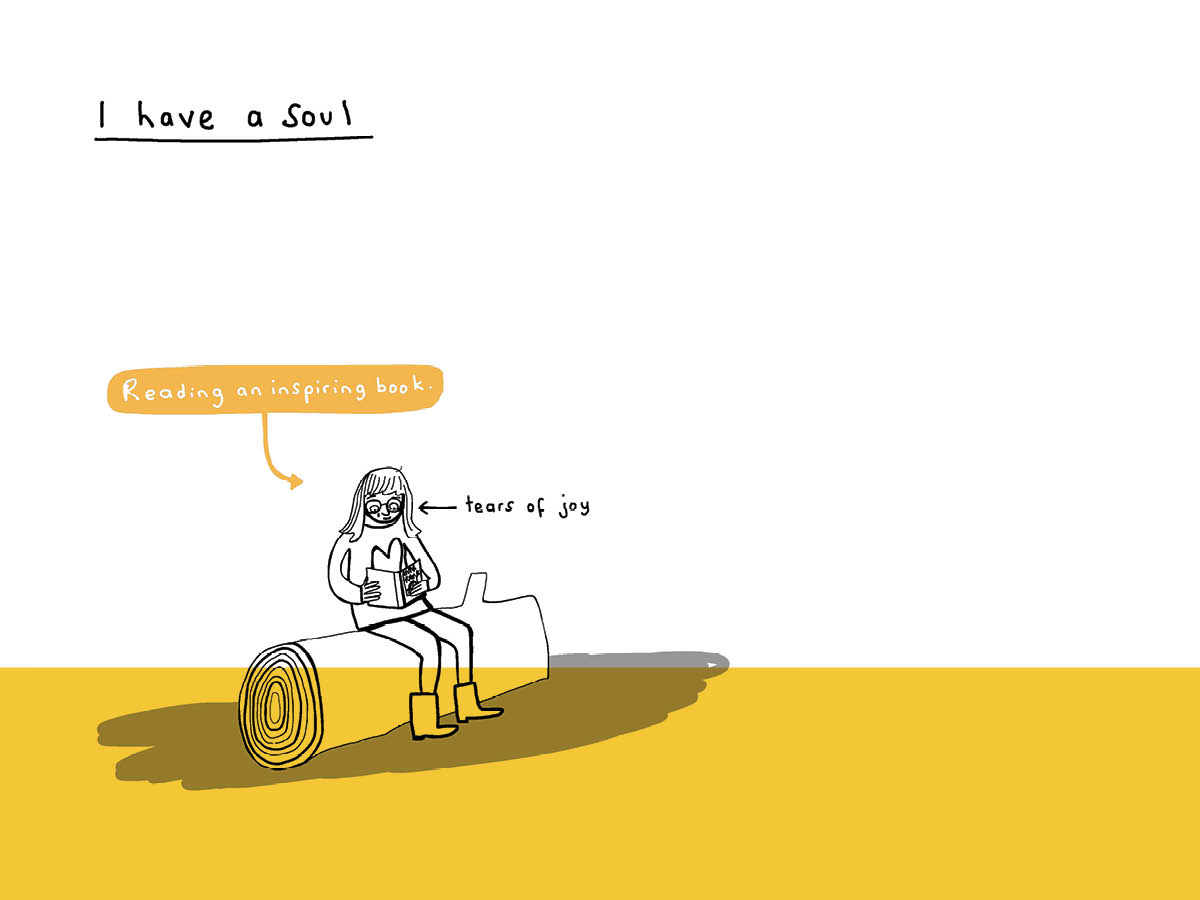 I have a soul
Reading an inspiring book.
tears of joy